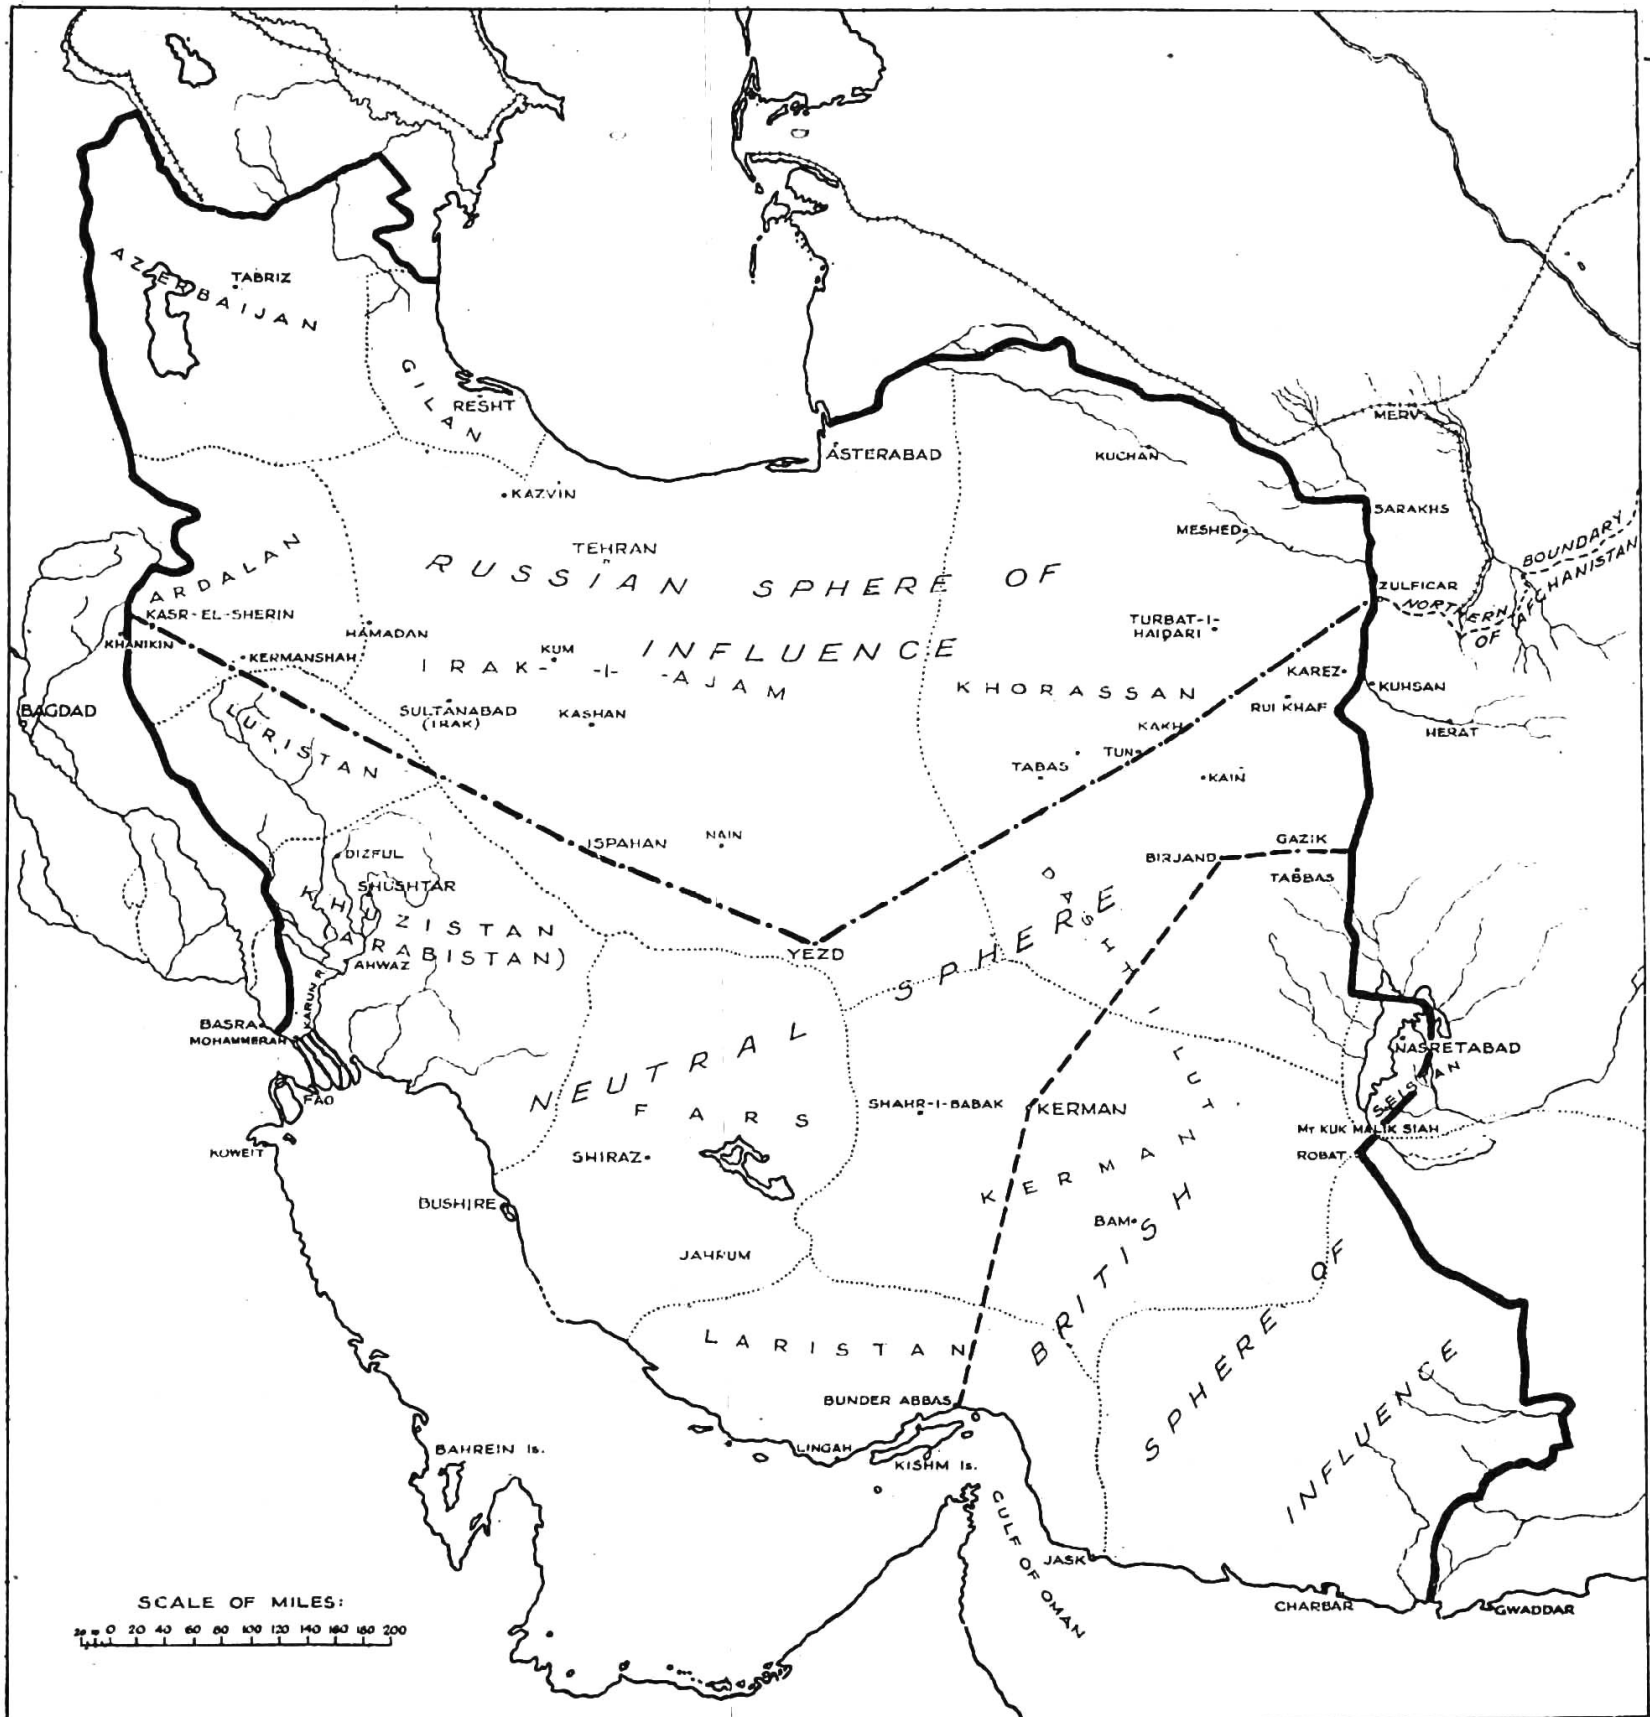 AZERBAIJAN
TABRIZ
GILAN
RESHT
MERV
ASTERABAD
KUCHAN
KAZVIN
SARAKHS
MESHED
BOUNDARY
NORTHERN
OF AFGHANISTAN
TEHRAN
ARDALAN
RUSSIAN SPHERE OF
INFLUENCE
ZULFICAR
KASR-EL-SHERIN
KHANIKIN
HAMADAN
TURBAT-I-
HAIDARI
KERMANSHAH
KUM
IRAK-I-AJAM
KHORASSAN
KAREZ
KUHSAN
BAGDAD
LURISTAN
SULTANABAD
(IRAK)
KASHAN
RUI KHAF
KAKH
HERAT
TUN
TABAS
KAIN
ISPAHAN
NAIN
GAZIK
BIRJAND
DIZFUL
TABBAS
SHUSHTAR
KHUZISTAN
(ARABISTAN)
AHWAZ
DASHT I LUT
YEZD
NEUTRAL SPHERE
KARUN R.
BASRA
MOHAMMERAH
NASRETABAD
SEISTAN
FAO
FARS
SHAHR-I-BABAK
KERMAN
MT KUK MALIK SIAH
KOWEIT
SHIRAZ
ROBAT
KERMAN
BUSHIRE
BAM
JAHRUM
BRITISH
SPHERE OF
INFLUENCE
LARISTAN
BUNDER ABBAS
BAHREIN Is.
LINGAH
KISHM Is.
GULF OF OMAN
JASK
CHARBAR
GWADDAR
SCALE OF MILES:
20 10 0 20 40 60 80 100 120 140 160 180 200